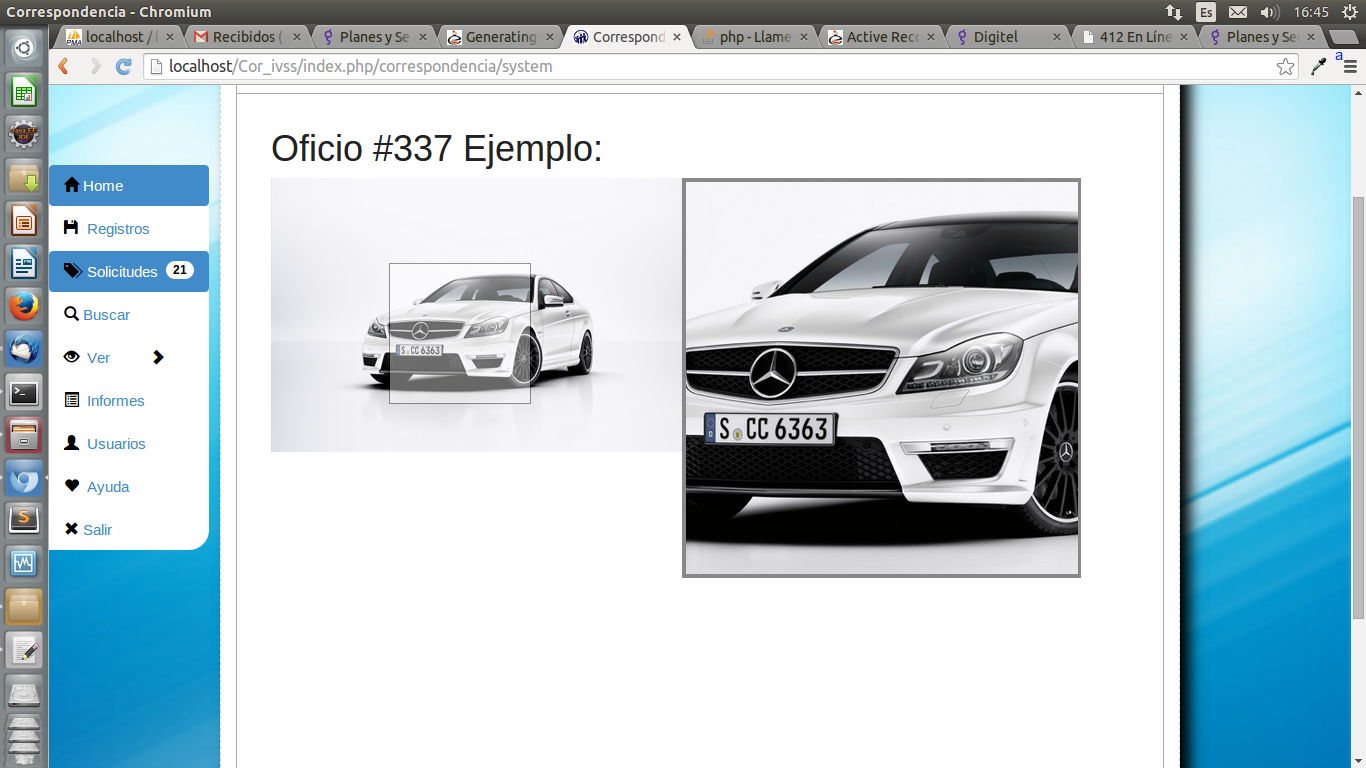 Correspondencia - Chromium
Es
16:45
localhost / l
Recibidos (
Planes y Se
Generating
Correspond
php - Llame
Active Reco
Digitel
412 En Líne
Planes y Se
localhost/Cor_ivss/index.php/correspondencia/system
a
Home
Registros
Solicitudes 21
Buscar
Ver
Informes
Usuarios
Ayuda
Salir
Oficio #337 Ejemplo:
S CC 6363
S CC 6363